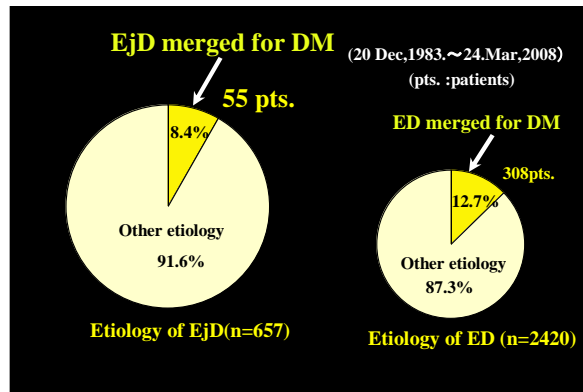 EjD merged for DM
(20 Dec,1983.～24.Mar,2008)
(pts. :patients)
55 pts.
8.4%
Other etiology
91.6%
Etiology of EjD(n=657)
ED merged for DM
308pts.
12.7%
Other etiology
87.3%
Etiology of ED (n=2420)